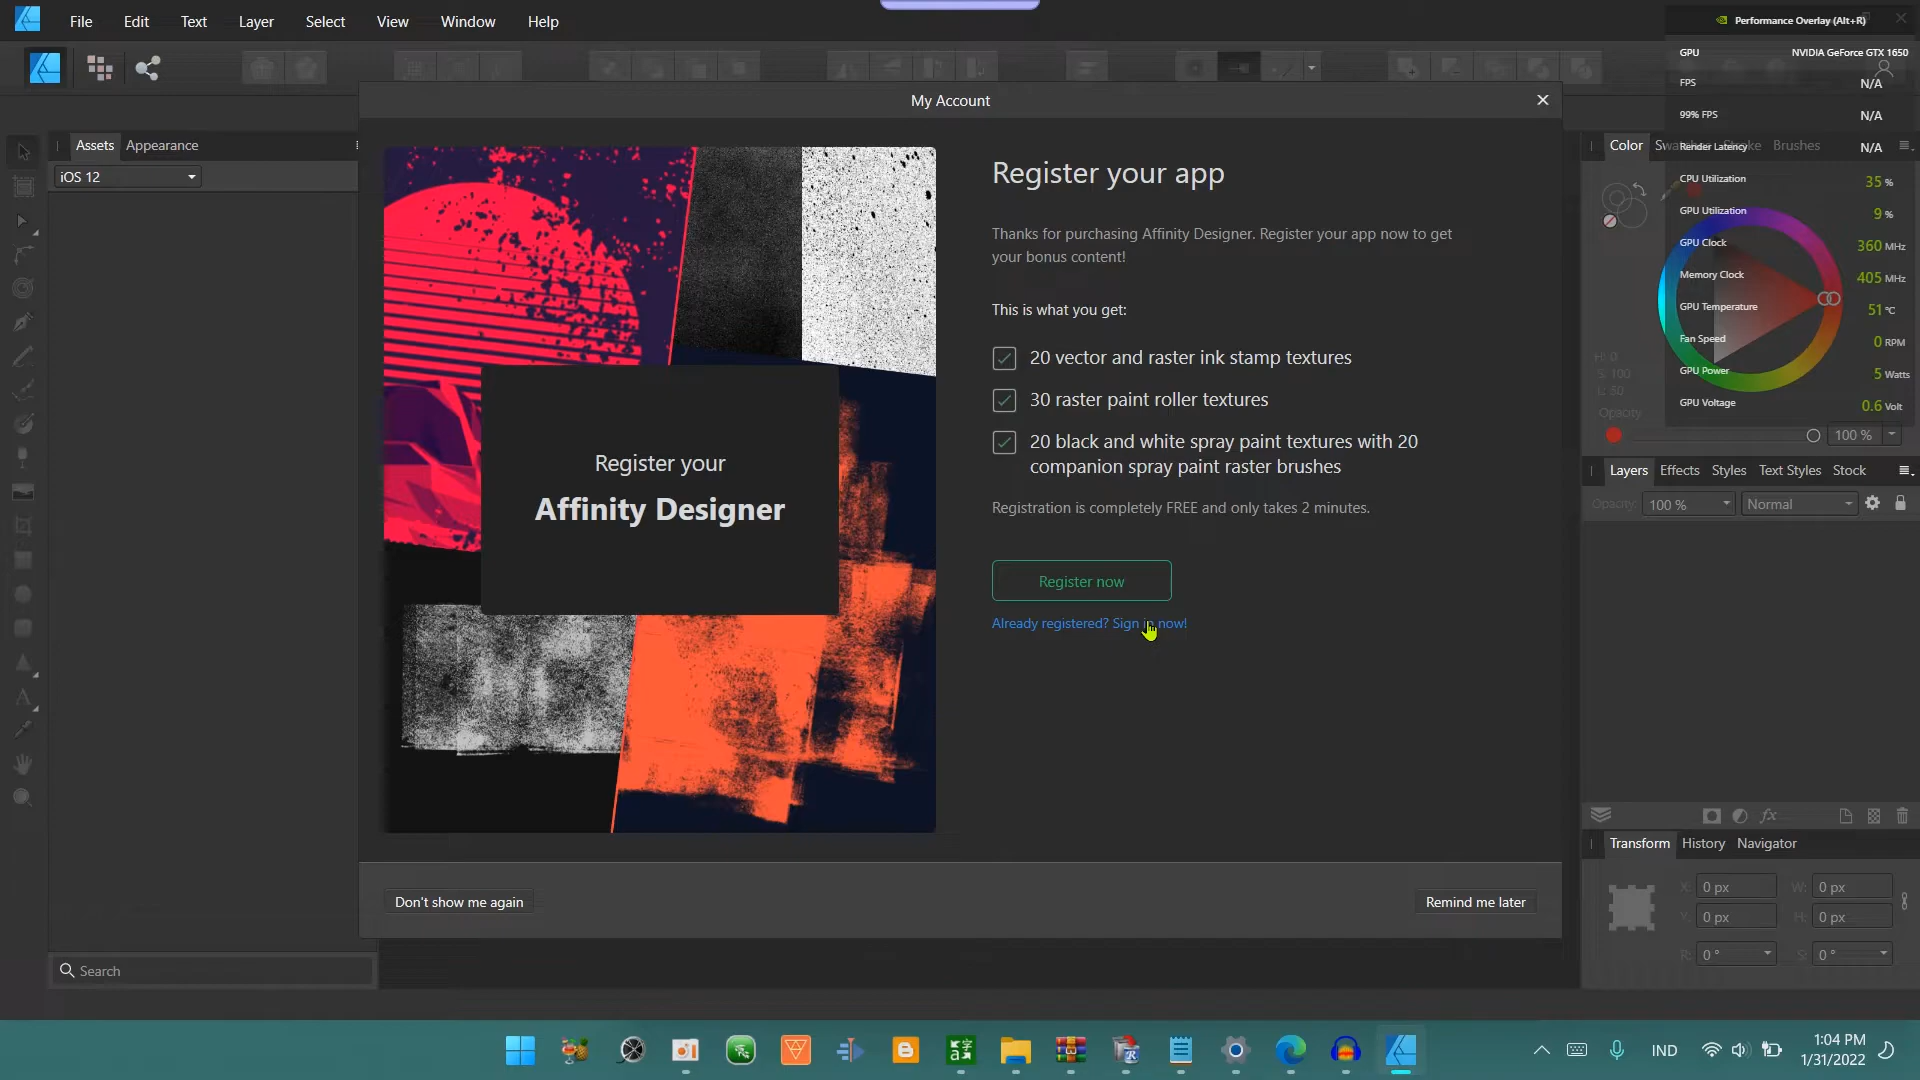 File Edit Text Layer Select View Window Help
Performance Overlay (Alt+R)
GPU NVIDIA GeForce GTX 1650
FPS N/A
99% FPS N/A
Render Latency N/A
CPU Utilization 35 %
GPU Utilization 9 %
GPU Clock 360 MHz
Memory Clock 405 MHz
GPU Temperature 51 °C
Fan Speed 0 RPM
GPU Power 5 Watts
GPU Voltage 0.6 Volt
My Account
Assets Appearance
iOS 12
Search
Register your
Affinity Designer
Register your app
Thanks for purchasing Affinity Designer. Register your app now to get
your bonus content!
This is what you get:
20 vector and raster ink stamp textures
30 raster paint roller textures
20 black and white spray paint textures with 20
companion spray paint raster brushes
Registration is completely FREE and only takes 2 minutes.
Register now
Already registered? Sign in now!
Don't show me again
Remind me later
Color Stroke Brushes
H: 0
S: 100
L: 50
Opacity
100 %
Layers Effects Styles Text Styles Stock
Opacity: 100 % Normal
fx
Transform History Navigator
X: 0 px W: 0 px
Y: 0 px H: 0 px
R: 0 ° S: 0 °
IND
1:04 PM
1/31/2022